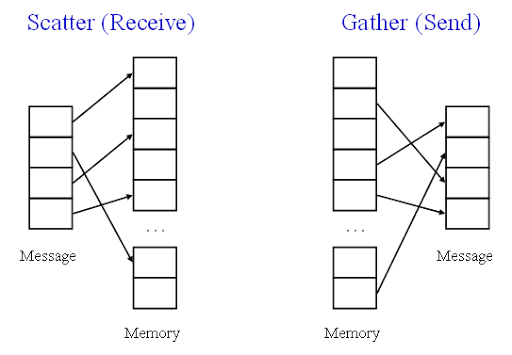 Scatter (Receive)
Gather (Send)
...
...
Message
Message
Memory
Memory